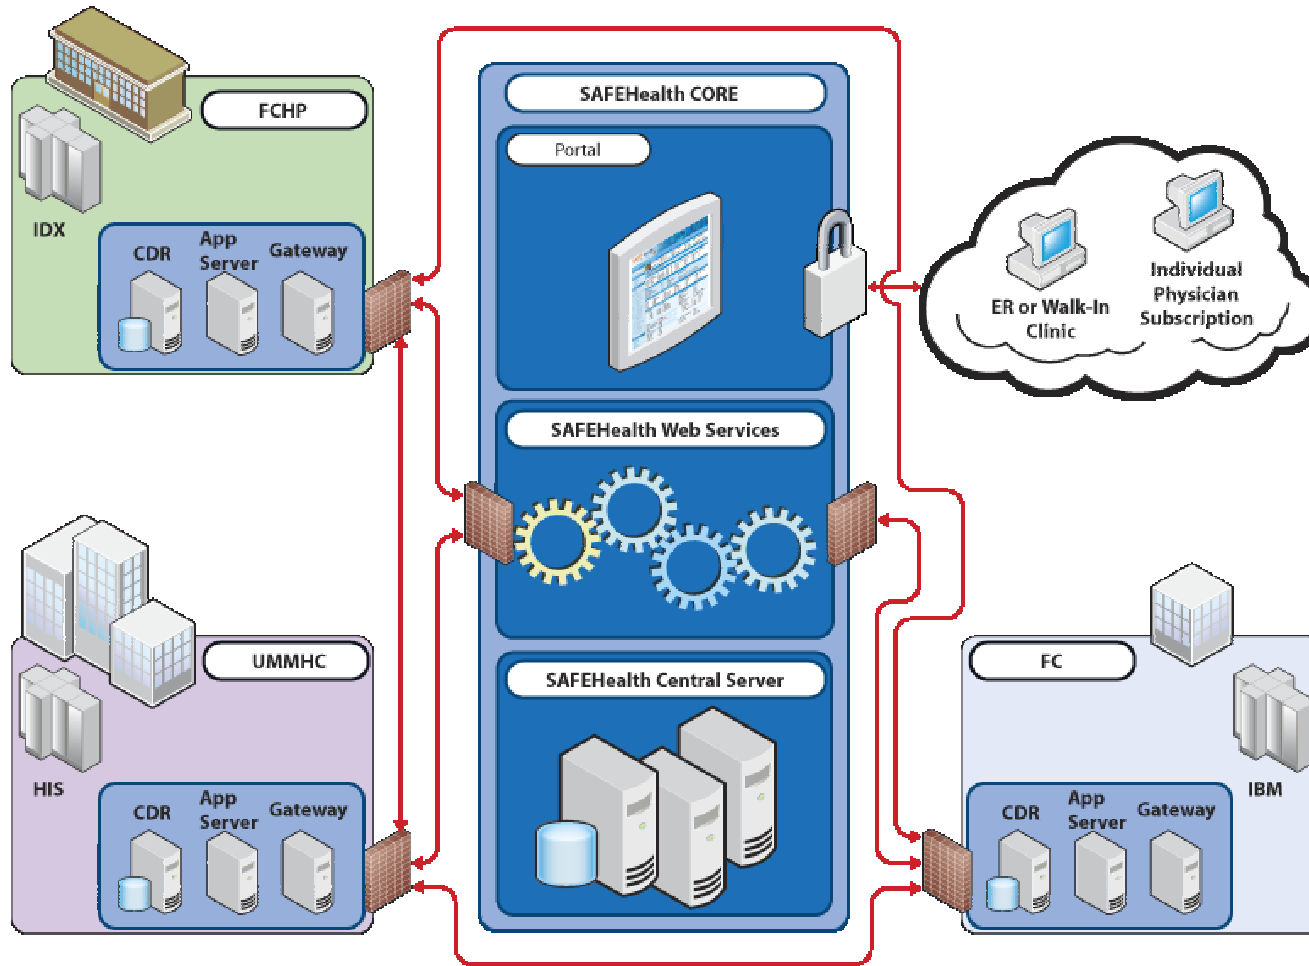 FCHP
IDX
CDR
App
Server
Gateway
SAFEHealth CORE
Portal
ER or Walk-In
Clinic
Individual
Physician
Subscription
SAFEHealth Web Services
UMMHC
HIS
CDR
App
Server
Gateway
SAFEHealth Central Server
FC
IBM
CDR
App
Server
Gateway